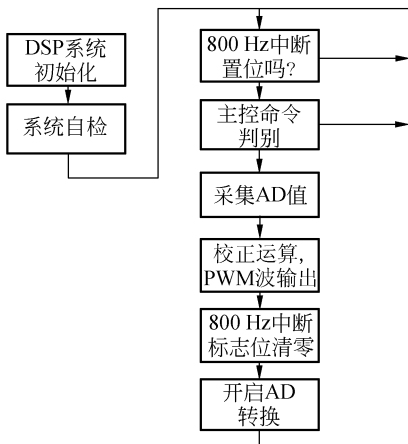 DSP系统
初始化
系统自检
800 Hz中断
置位吗?
主控命令
判别
采集AD值
校正运算,
PWM波输出
800 Hz中断
标志位清零
开启AD
转换